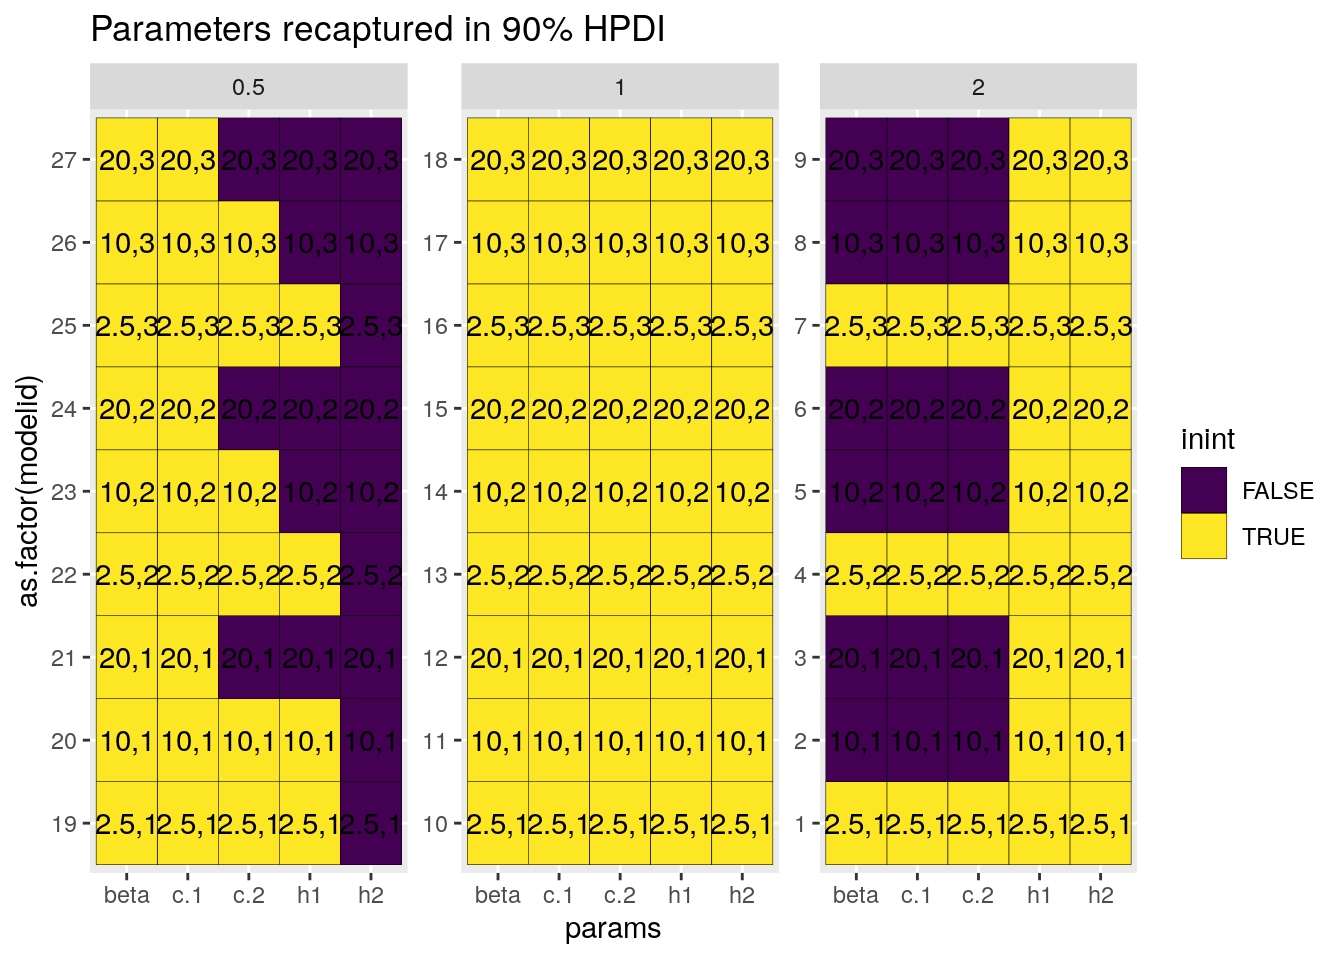 Parameters recaptured in 90% HPDI
0.5 1 2
27 20,3 20,3 20,3 20,3 20,3 18 20,3 20,3 20,3 20,3 20,3 9 20,3 20,3 20,3 20,3 20,3
26 10,3 10,3 10,3 10,3 10,3 17 10,3 10,3 10,3 10,3 10,3 8 10,3 10,3 10,3 10,3 10,3
25 2.5,3 2.5,3 2.5,3 2.5,3 2.5,3 16 2.5,3 2.5,3 2.5,3 2.5,3 2.5,3 7 2.5,3 2.5,3 2.5,3 2.5,3 2.5,3
24 20,2 20,2 20,2 20,2 20,2 15 20,2 20,2 20,2 20,2 20,2 6 20,2 20,2 20,2 20,2 20,2
23 10,2 10,2 10,2 10,2 10,2 14 10,2 10,2 10,2 10,2 10,2 5 10,2 10,2 10,2 10,2 10,2
22 2.5,2 2.5,2 2.5,2 2.5,2 2.5,2 13 2.5,2 2.5,2 2.5,2 2.5,2 2.5,2 4 2.5,2 2.5,2 2.5,2 2.5,2 2.5,2
21 20,1 20,1 20,1 20,1 20,1 12 20,1 20,1 20,1 20,1 20,1 3 20,1 20,1 20,1 20,1 20,1
20 10,1 10,1 10,1 10,1 10,1 11 10,1 10,1 10,1 10,1 10,1 2 10,1 10,1 10,1 10,1 10,1
19 2.5,1 2.5,1 2.5,1 2.5,1 2.5,1 10 2.5,1 2.5,1 2.5,1 2.5,1 2.5,1 1 2.5,1 2.5,1 2.5,1 2.5,1 2.5,1
beta c.1 c.2 h1 h2 beta c.1 c.2 h1 h2 beta c.1 c.2 h1 h2
params
as.factor(modelid)
inint
FALSE
TRUE